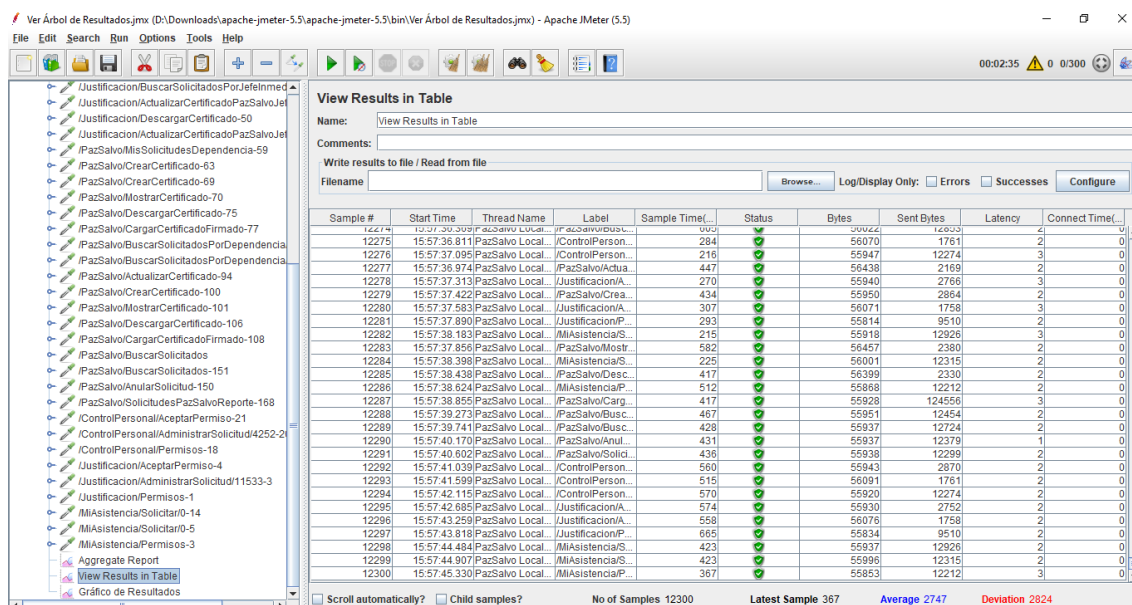 Ver Árbol de Resultados.jmx (D:\Downloads\apache-jmeter-5.5\apache-jmeter-5.5\bin\Ver Árbol de Resultados.jmx) - Apache JMeter (5.5)
File Edit Search Run Options Tools Help
00:02:35 0 0/300
/Justificacion/BuscarSolicitadosPorJefeInmed
/Justificacion/ActualizarCertificadoPazSalvoJef
/Justificacion/DescargarCertificado-50
/Justificacion/ActualizarCertificadoPazSalvoJef
/PazSalvo/MisSolicitudesDependencia-59
/PazSalvo/CrearCertificado-63
/PazSalvo/CrearCertificado-69
/PazSalvo/MostrarCertificado-70
/PazSalvo/DescargarCertificado-75
/PazSalvo/CargarCertificadoFirmado-77
/PazSalvo/BuscarSolicitadosPorDependencia
/PazSalvo/BuscarSolicitadosPorDependencia
/PazSalvo/ActualizarCertificado-94
/PazSalvo/CrearCertificado-100
/PazSalvo/MostrarCertificado-101
/PazSalvo/DescargarCertificado-106
/PazSalvo/CargarCertificadoFirmado-108
/PazSalvo/BuscarSolicitados
/PazSalvo/BuscarSolicitados-151
/PazSalvo/AnularSolicitud-150
/PazSalvo/SolicitudesPazSalvoReporte-168
/ControlPersonal/AceptarPermiso-21
/ControlPersonal/AdministrarSolicitud/4252-2
/ControlPersonal/Permisos-18
/Justificacion/AceptarPermiso-4
/Justificacion/AdministrarSolicitud/11533-3
/Justificacion/Permisos-1
/MiAsistencia/Solicitar/0-14
/MiAsistencia/Solicitar/0-5
/MiAsistencia/Permisos-3
Aggregate Report
View Results in Table
Gráfico de Resultados
View Results in Table
Name: View Results in Table
Comments:
Write results to file / Read from file
Filename Browse... Log/Display Only: Errors Successes Configure
Sample # Start Time Thread Name Label Sample Time(... Status Bytes Sent Bytes Latency Connect Time(...
12274 15:57:36.369 PazSalvo Local... /PazSalvo/Busc... 605 56022 12853 2 0
12275 15:57:36.811 PazSalvo Local... /ControlPerson... 284 56070 1761 2 0
12276 15:57:37.095 PazSalvo Local... /ControlPerson... 216 55947 12274 3 0
12277 15:57:36.974 PazSalvo Local... /PazSalvo/Actua... 447 56438 2169 2 0
12278 15:57:37.313 PazSalvo Local... /Justificacion/A... 270 55940 2766 3 0
12279 15:57:37.422 PazSalvo Local... /PazSalvo/Crea... 434 55950 2864 2 0
12280 15:57:37.583 PazSalvo Local... /Justificacion/A... 307 56071 1758 3 0
12281 15:57:37.890 PazSalvo Local... /Justificacion/P... 293 55814 9510 2 0
12282 15:57:38.183 PazSalvo Local... /MiAsistencia/S... 215 55918 12926 3 0
12283 15:57:37.856 PazSalvo Local... /PazSalvo/Mostr... 582 56457 2380 2 0
12284 15:57:38.398 PazSalvo Local... /MiAsistencia/S... 225 56001 12315 2 0
12285 15:57:38.438 PazSalvo Local... /PazSalvo/Desc... 417 56399 2330 2 0
12286 15:57:38.624 PazSalvo Local... /MiAsistencia/P... 512 55868 12212 2 0
12287 15:57:38.855 PazSalvo Local... /PazSalvo/Carg... 417 55928 124556 3 0
12288 15:57:39.273 PazSalvo Local... /PazSalvo/Busc... 467 55951 12454 2 0
12289 15:57:39.741 PazSalvo Local... /PazSalvo/Busc... 428 55937 12724 2 0
12290 15:57:40.170 PazSalvo Local... /PazSalvo/Anul... 431 55937 12379 1 0
12291 15:57:40.602 PazSalvo Local... /PazSalvo/Solici... 436 55938 12299 2 0
12292 15:57:41.039 PazSalvo Local... /ControlPerson... 560 55943 2870 2 0
12293 15:57:41.599 PazSalvo Local... /ControlPerson... 515 56091 1761 2 0
12294 15:57:42.115 PazSalvo Local... /ControlPerson... 570 55920 12274 2 0
12295 15:57:42.685 PazSalvo Local... /Justificacion/A... 574 55930 2752 2 0
12296 15:57:43.259 PazSalvo Local... /Justificacion/A... 558 56076 1758 2 0
12297 15:57:43.818 PazSalvo Local... /Justificacion/P... 665 55834 9510 2 0
12298 15:57:44.484 PazSalvo Local... /MiAsistencia/S... 423 55937 12926 2 0
12299 15:57:44.907 PazSalvo Local... /MiAsistencia/S... 423 55996 12315 2 0
12300 15:57:45.330 PazSalvo Local... /MiAsistencia/P... 367 55853 12212 3 0
Scroll automatically? Child samples? No of Samples 12300 Latest Sample 367 Average 2747 Deviation 2824